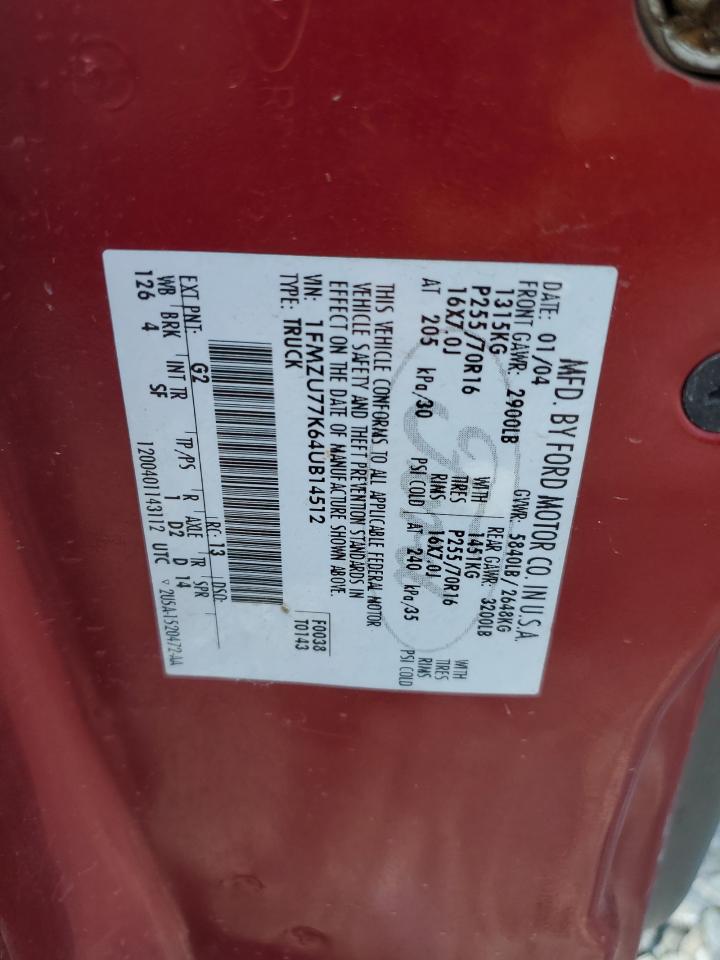 MFD. BY FORD MOTOR CO. IN U.S.A.
DATE: 01/04 GVWR: 5840LB/2648KG
FRONT GAWR: 2900LB REAR GAWR: 3200LB
1315KG WITH 1451KG WITH
P255/70R16 TIRES P255/70R16 TIRES
16X7.0J RIMS 16X7.0J RIMS
AT 205 kPa/30 PSI COLD AT 240 kPa/35 PSI COLD
THIS VEHICLE CONFORMS TO ALL APPLICABLE FEDERAL MOTOR
VEHICLE SAFETY AND THEFT PREVENTION STANDARDS IN
EFFECT ON THE DATE OF MANUFACTURE SHOWN ABOVE.
VIN: 1FMZU77K64UB14512 F0038
TYPE: TRUCK T0143
EXT PNT: G2 RC: 13 DSO:
WB BRK INT TR TP/PS R AXLE TR SPR
126 4 SF 1 D2 D 14
1200401143112 UTC ▽ 2U5A-1520472-AA